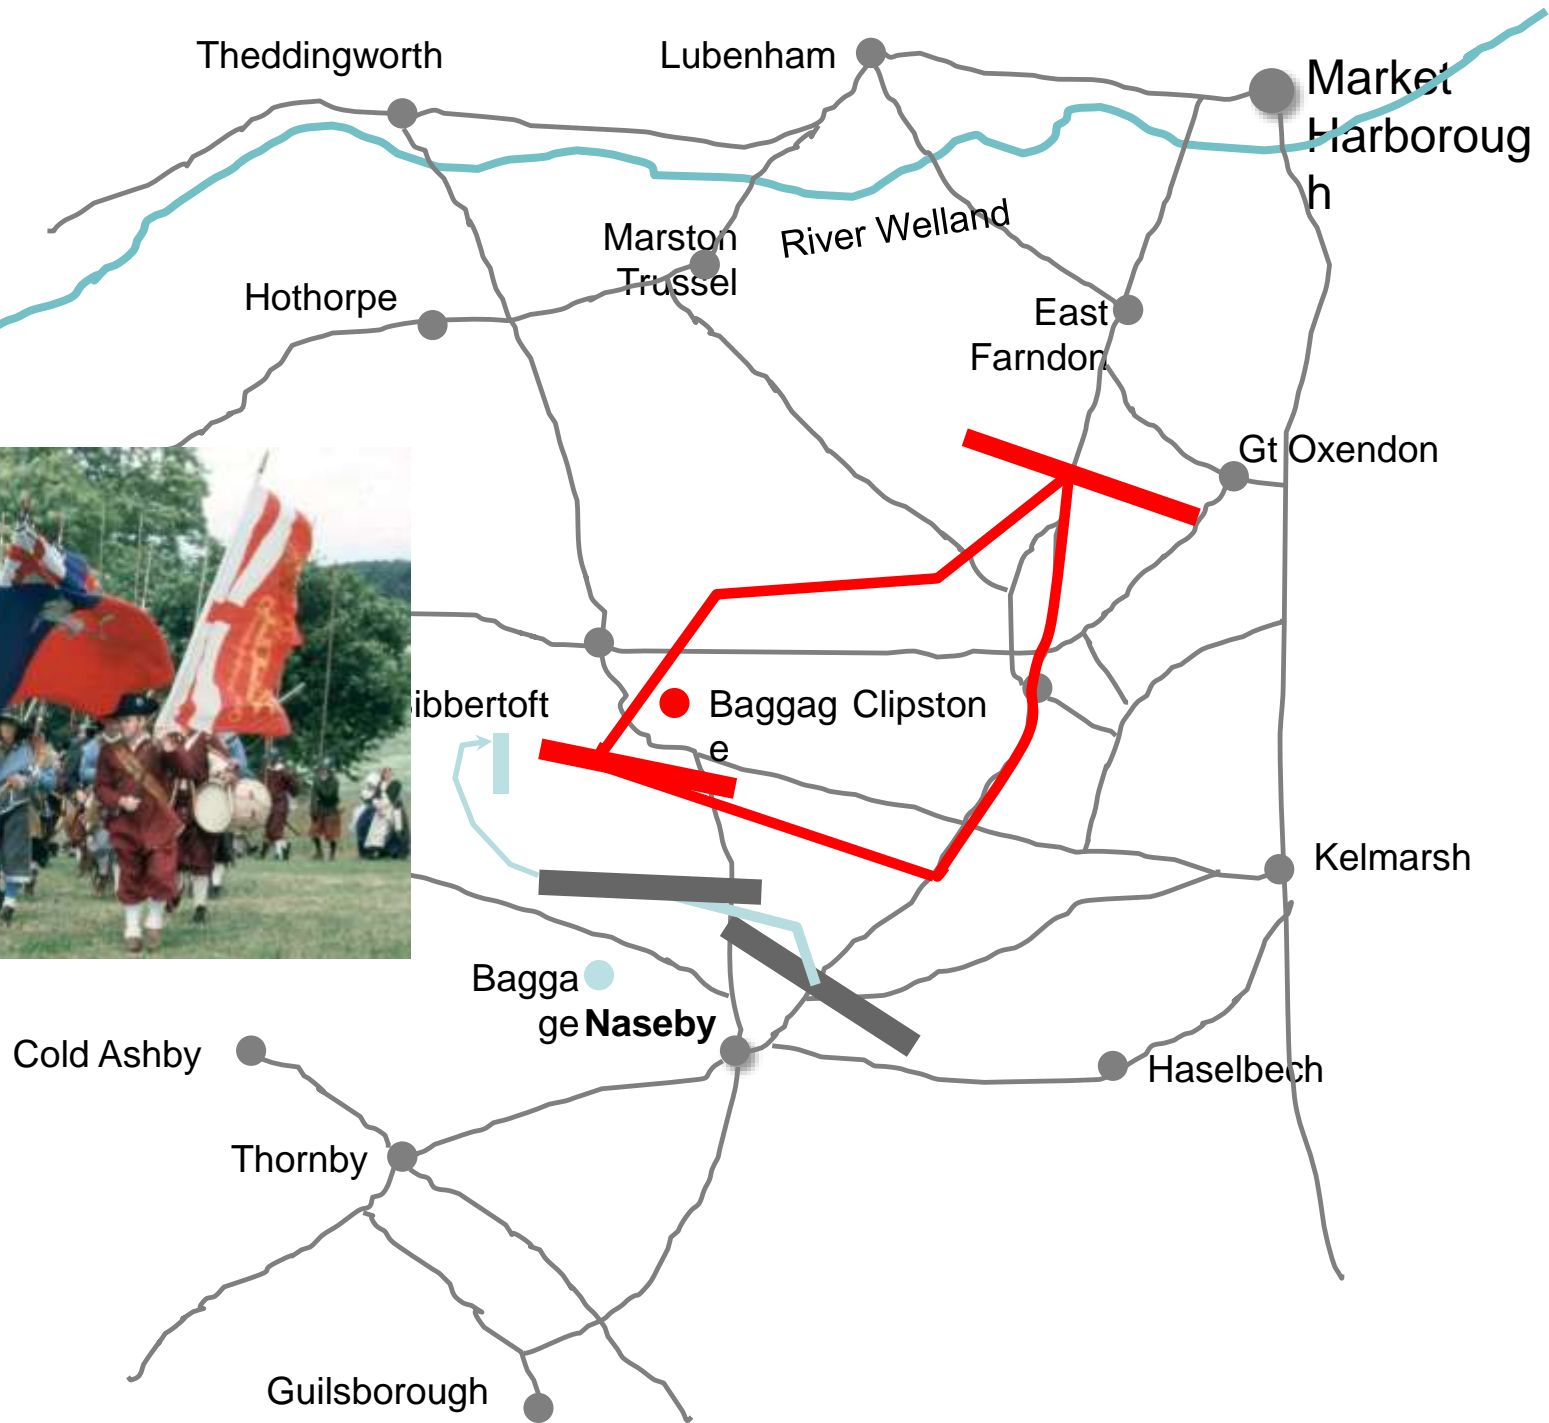 Theddingworth
Lubenham
Market
Harboroug
h
River Welland
Marston
Trussel
Hothorpe
East
Farndon
Gt Oxendon
ibbertoft
Baggag
e
Clipston
Kelmarsh
Bagga
ge
Naseby
Cold Ashby
Haselbech
Thornby
Guilsborough